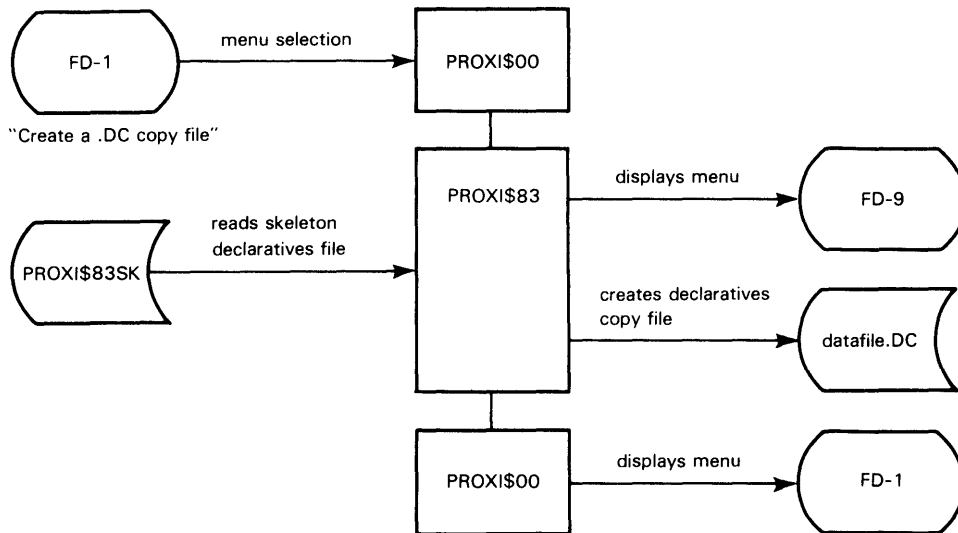 FD-1
menu selection
PROXI$00
"Create a .DC copy file"
PROXI$83
displays menu
FD-9
PROXI$83SK
reads skeleton
declaratives file
creates declaratives
copy file
datafile.DC
PROXI$00
displays menu
FD-1